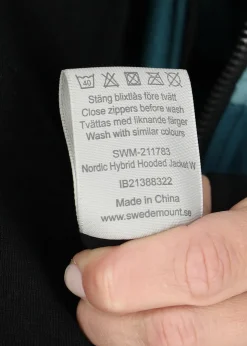 40
Stäng blixtlås före tvätt
Close zippers before wash
Tvättas med liknande färger
Wash with similar colours
SWM-211783
Nordic Hybrid Hooded Jacket W
IB21388322
Made in China
www.swedemount.se